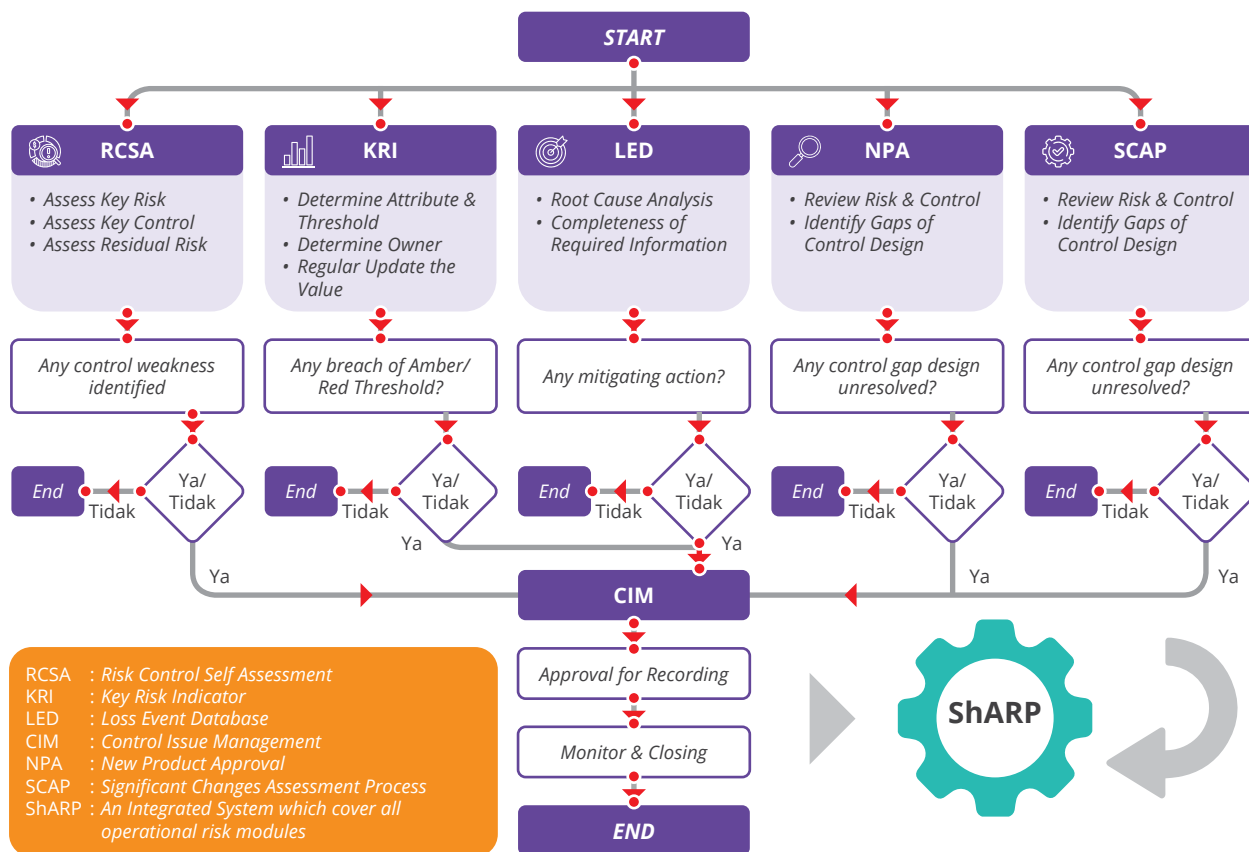 START
RCSA
• Assess Key Risk
• Assess Key Control
• Assess Residual Risk
KRI
• Determine Attribute &
Threshold
• Determine Owner
• Regular Update the
Value
LED
• Root Cause Analysis
• Completeness of
Required Information
NPA
• Review Risk & Control
• Identify Gaps of
Control Design
SCAP
• Review Risk & Control
• Identify Gaps of
Control Design
Any control weakness
identified
Any breach of Amber/
Red Threshold?
Any mitigating action?
Any control gap design
unresolved?
Any control gap design
unresolved?
End
Tidak
Ya/
Tidak
End
Tidak
Ya/
Tidak
End
Tidak
Ya/
Tidak
End
Tidak
Ya/
Tidak
End
Tidak
Ya/
Tidak
Ya
Ya
Ya
Ya
Ya
CIM
Approval for Recording
Monitor & Closing
END
RCSA : Risk Control Self Assessment
KRI : Key Risk Indicator
LED : Loss Event Database
CIM : Control Issue Management
NPA : New Product Approval
SCAP : Significant Changes Assessment Process
ShARP : An Integrated System which cover all
operational risk modules
ShARP